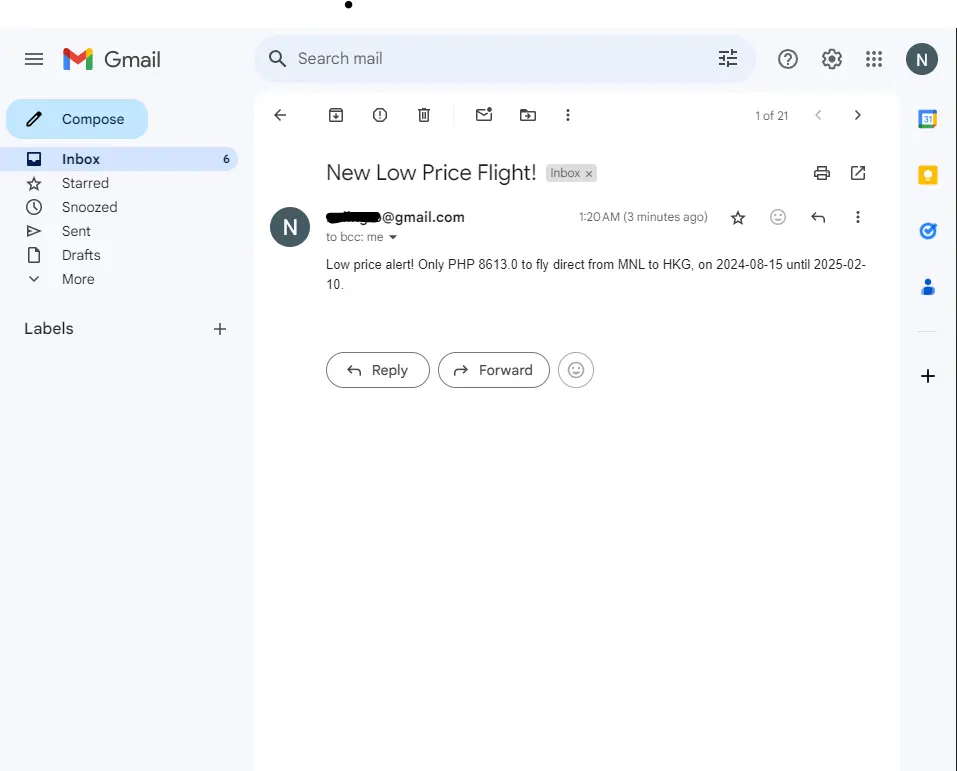 Gmail
Search mail
N
Compose
Inbox 6
Starred
Snoozed
Sent
Drafts
More
Labels
1 of 21
New Low Price Flight! Inbox ×
N
@gmail.com 1:20 AM (3 minutes ago)
to bcc: me
Low price alert! Only PHP 8613.0 to fly direct from MNL to HKG, on 2024-08-15 until 2025-02-
10.
Reply Forward
31